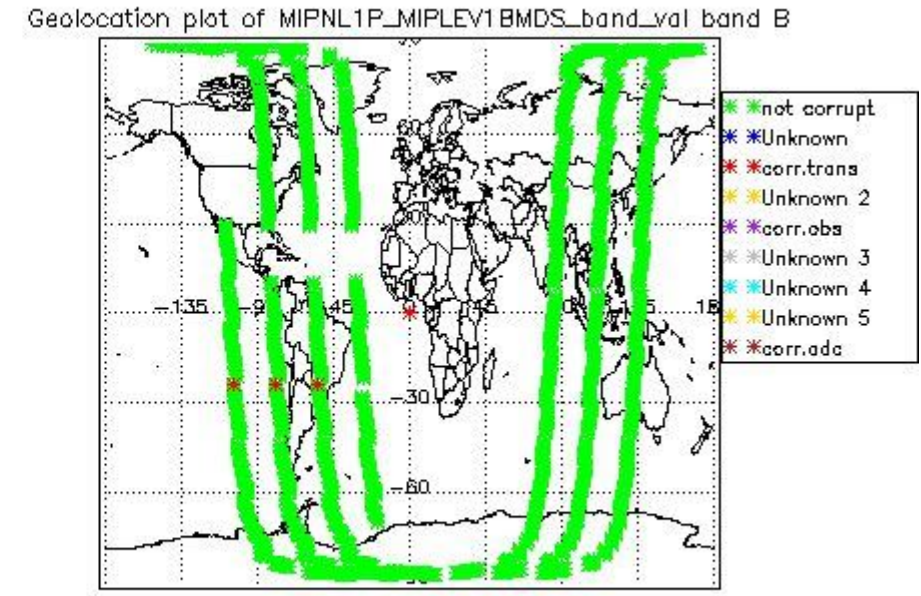 Geolocation plot of MIPNL1P_MIPLEV1BMDS_band_val band B
not corrupt
Unknown
corr.trans
Unknown 2
corr.obs
Unknown 3
Unknown 4
Unknown 5
corr.adc
60
-135
-30
-60